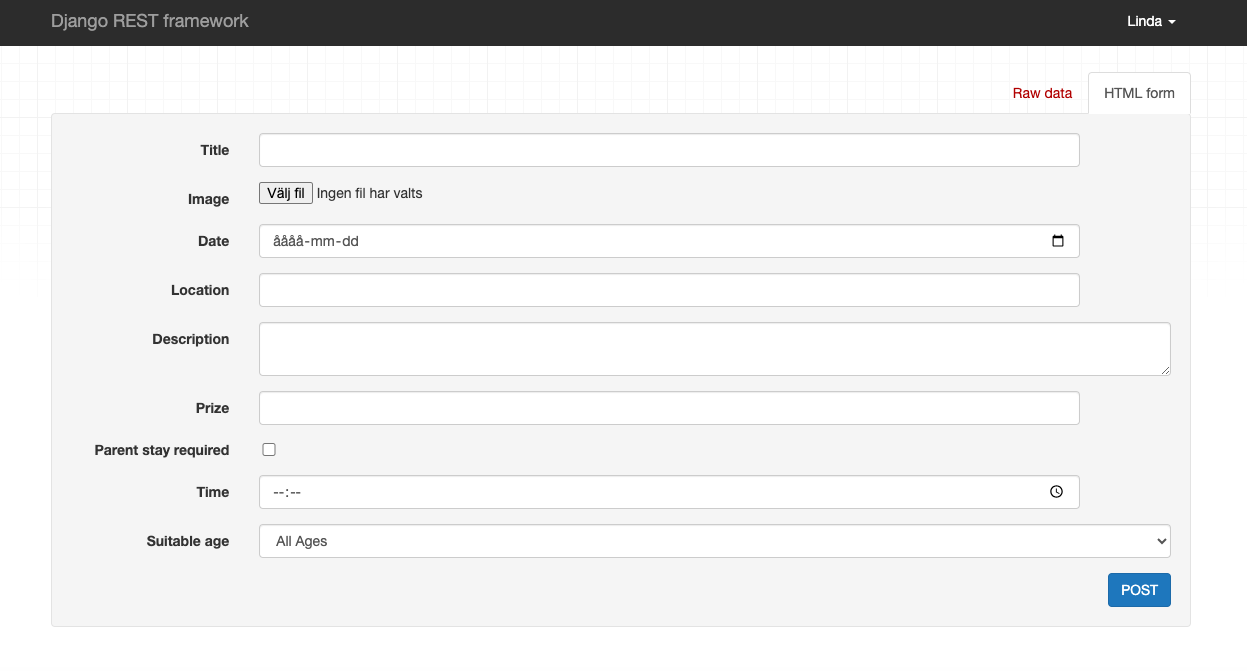 Django REST framework
Linda
Raw data
HTML form
Title
Image
Välj fil Ingen fil har valts
Date
åååå-mm-dd
Location
Description
Prize
Parent stay required
Time
--:--
Suitable age
All Ages
POST